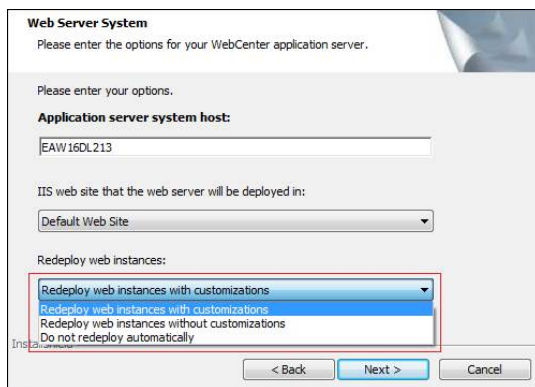 Web Server System
Please enter the options for your WebCenter application server.
Please enter your options.
Application server system host:
EAW16DL213
IIS web site that the web server will be deployed in:
Default Web Site
Redeploy web instances:
Redeploy web instances with customizations
Redeploy web instances with customizations
Redeploy web instances without customizations
Do not redeploy automatically
< Back
Next >
Cancel